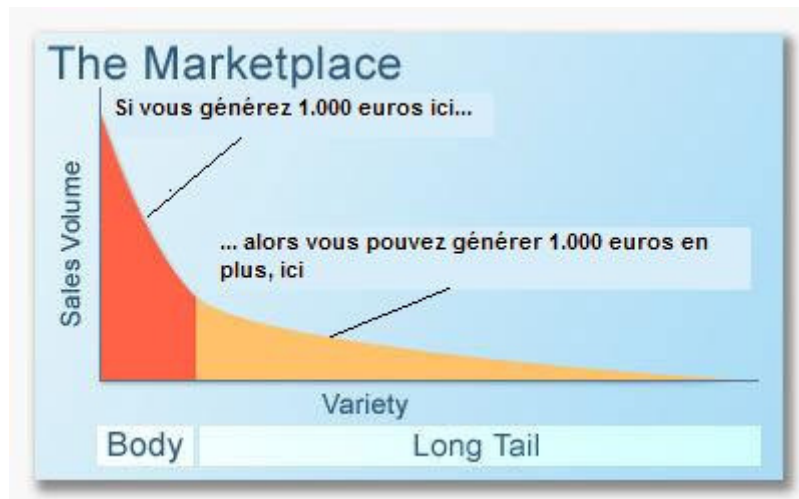 The Marketplace
Si vous générez 1.000 euros ici...
... alors vous pouvez générer 1.000 euros en
plus, ici
Sales Volume
Variety
Body
Long Tail